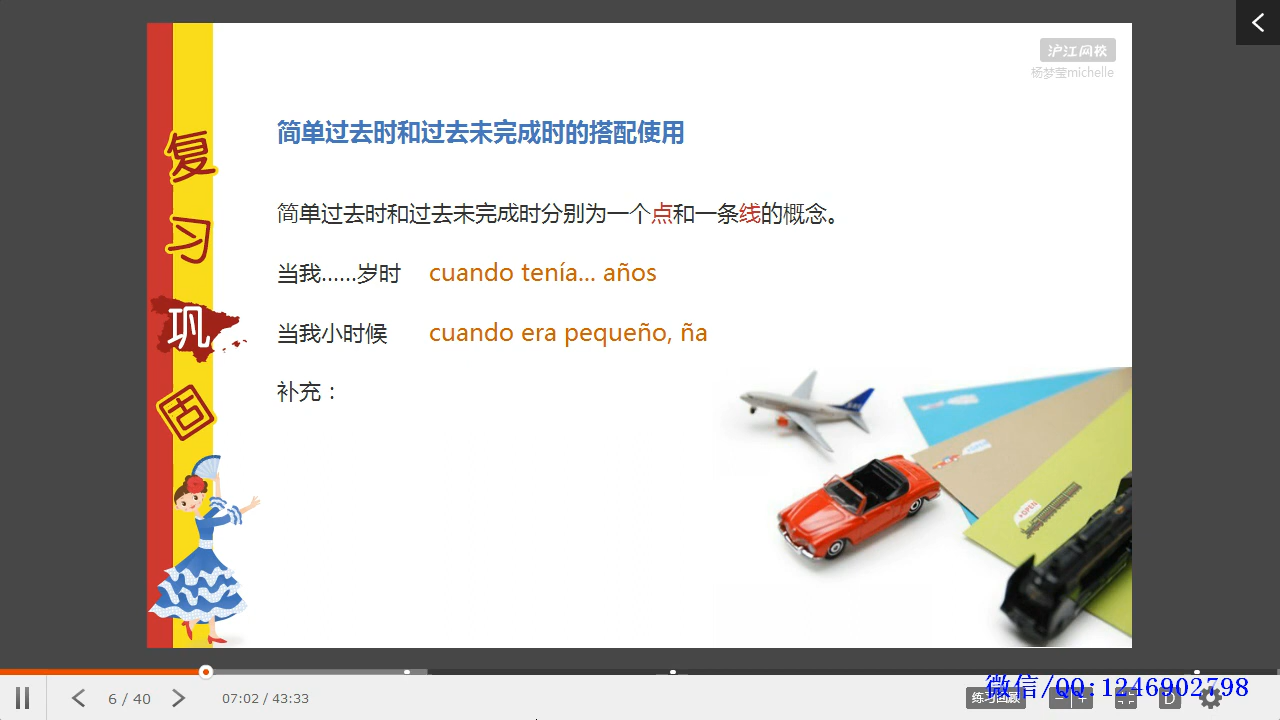 沪江网校
杨梦莹michelle
复
习
巩
固
简单过去时和过去未完成时的搭配使用
简单过去时和过去未完成时分别为一个点和一条线的概念。
当我……岁时 cuando tenía... años
当我小时候 cuando era pequeño, ña
补充：
OPEN
6 / 40
07:02 / 43:33
微信/QQ:1246902798